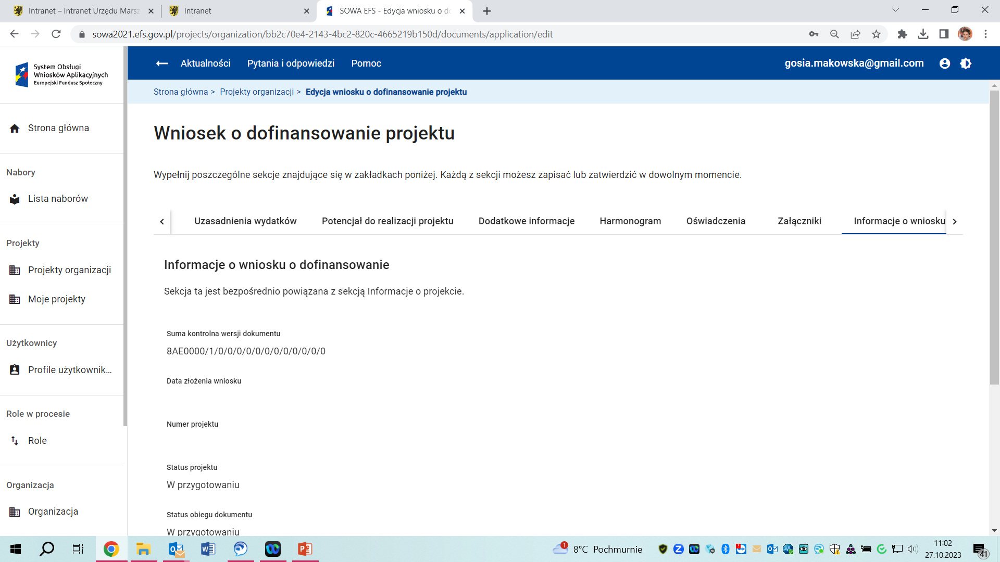 Intranet – Intranet Urzędu Marsz
Intranet
SOWA EFS - Edycja wniosku o do
sowa2021.efs.gov.pl/projects/organization/bb2c70e4-2143-4bc2-820c-4665219b150d/documents/application/edit
System Obsługi
Wniosków Aplikacyjnych
Europejski Fundusz Społeczny
Aktualności
Pytania i odpowiedzi
Pomoc
gosia.makowska@gmail.com
Strona główna > Projekty organizacji > Edycja wniosku o dofinansowanie projektu
Strona główna
Nabory
Lista naborów
Projekty
Projekty organizacji
Moje projekty
Użytkownicy
Profile użytkownik...
Role w procesie
Role
Organizacja
Organizacja
Wniosek o dofinansowanie projektu
Wypełnij poszczególne sekcje znajdujące się w zakładkach poniżej. Każdą z sekcji możesz zapisać lub zatwierdzić w dowolnym momencie.
Uzasadnienia wydatków
Potencjał do realizacji projektu
Dodatkowe informacje
Harmonogram
Oświadczenia
Załączniki
Informacje o wniosku
Informacje o wniosku o dofinansowanie
Sekcja ta jest bezpośrednio powiązana z sekcją Informacje o projekcie.
Suma kontrolna wersji dokumentu
8AE0000/1/0/0/0/0/0/0/0/0/0/0/0/0
Data złożenia wniosku
Numer projektu
Status projektu
W przygotowaniu
Status obiegu dokumentu
W przygotowaniu
1
8°C Pochmurnie
11:02
27.10.2023
41